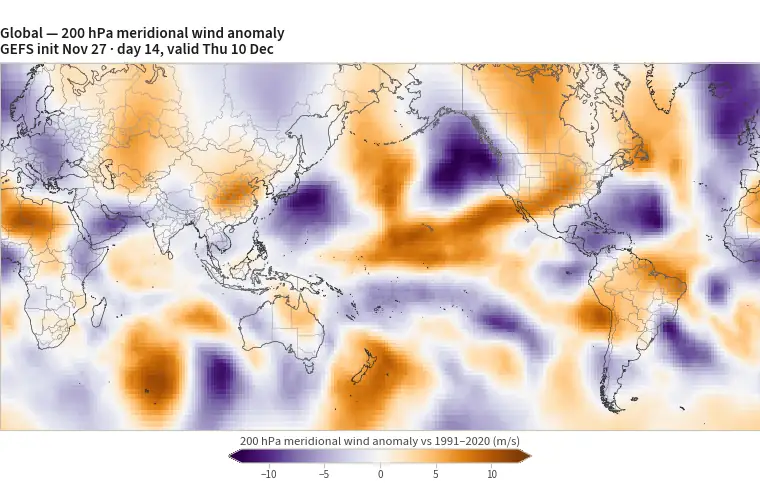 Global — 200 hPa meridional wind anomaly
GEFS init Nov 27 · day 14, valid Thu 10 Dec
200 hPa meridional wind anomaly vs 1991–2020 (m/s)
−10 −5 0 5 10